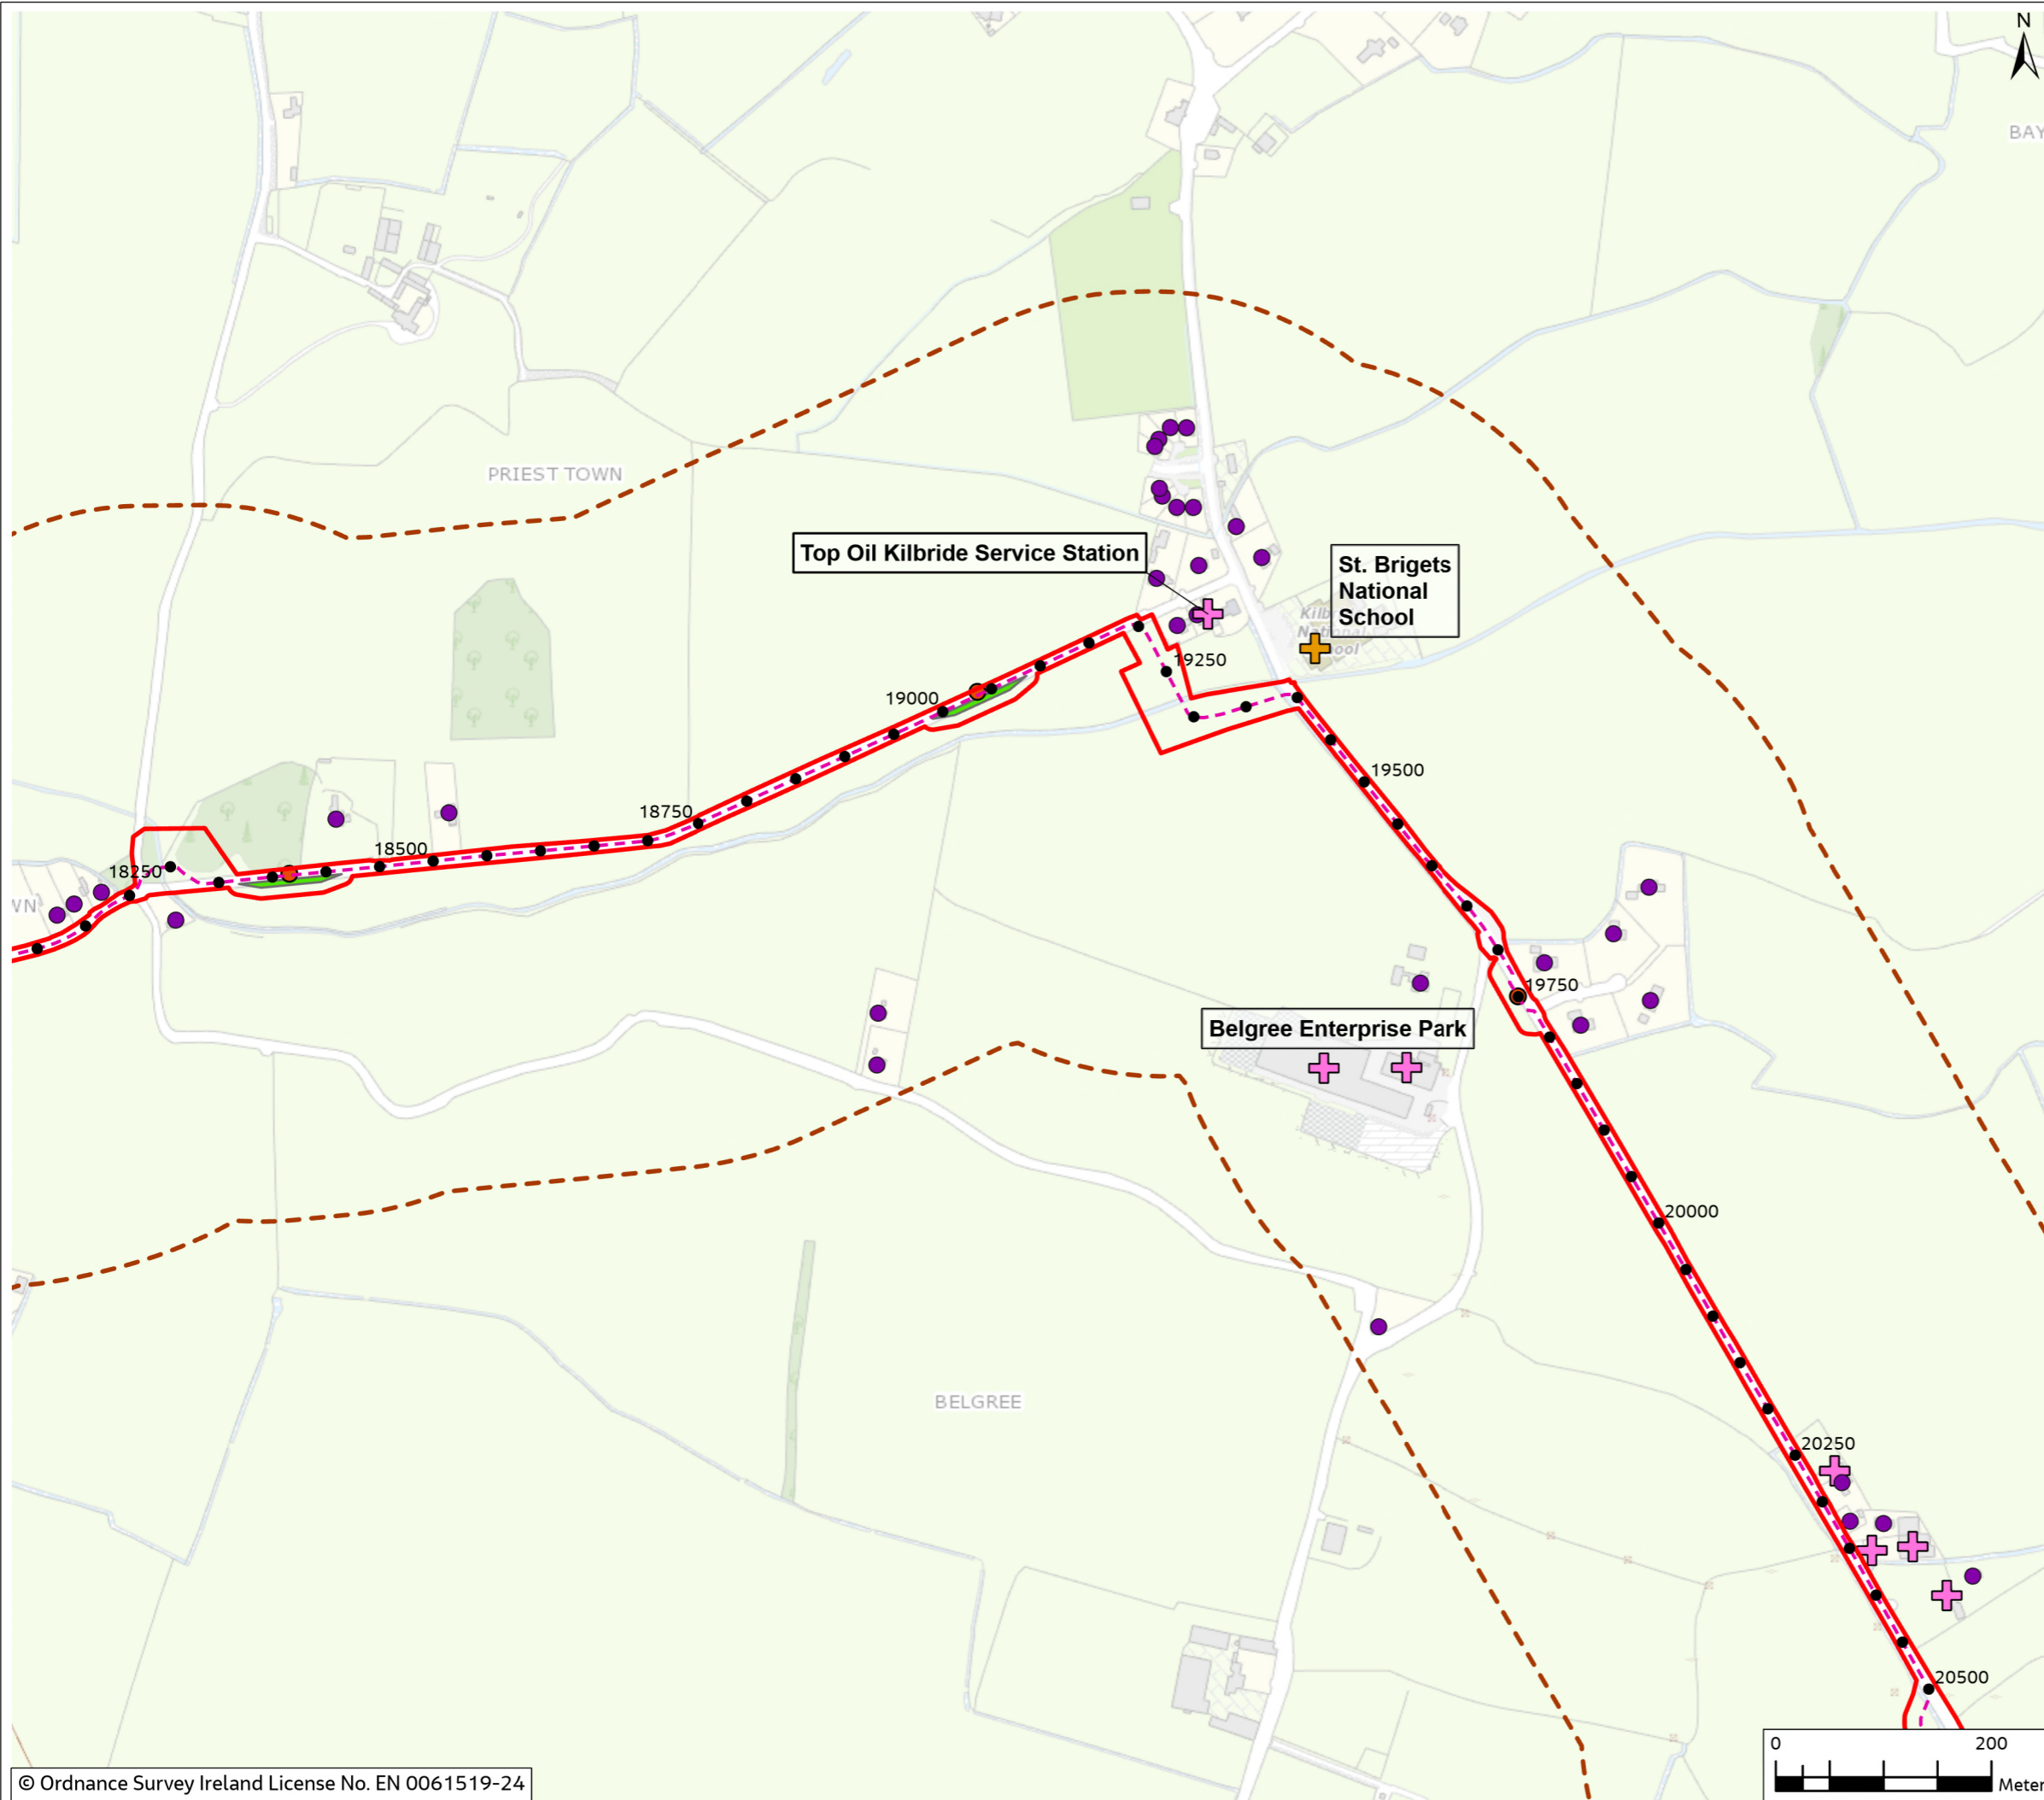 N
BAY
PRIEST TOWN
Top Oil Kilbride Service Station
St. Brigets
National
School
19250
19000
19500
18750
18500
18250
WN
19750
Belgree Enterprise Park
20000
BELGREE
20250
20500
0 200
Meter
© Ordnance Survey Ireland License No. EN 0061519-24